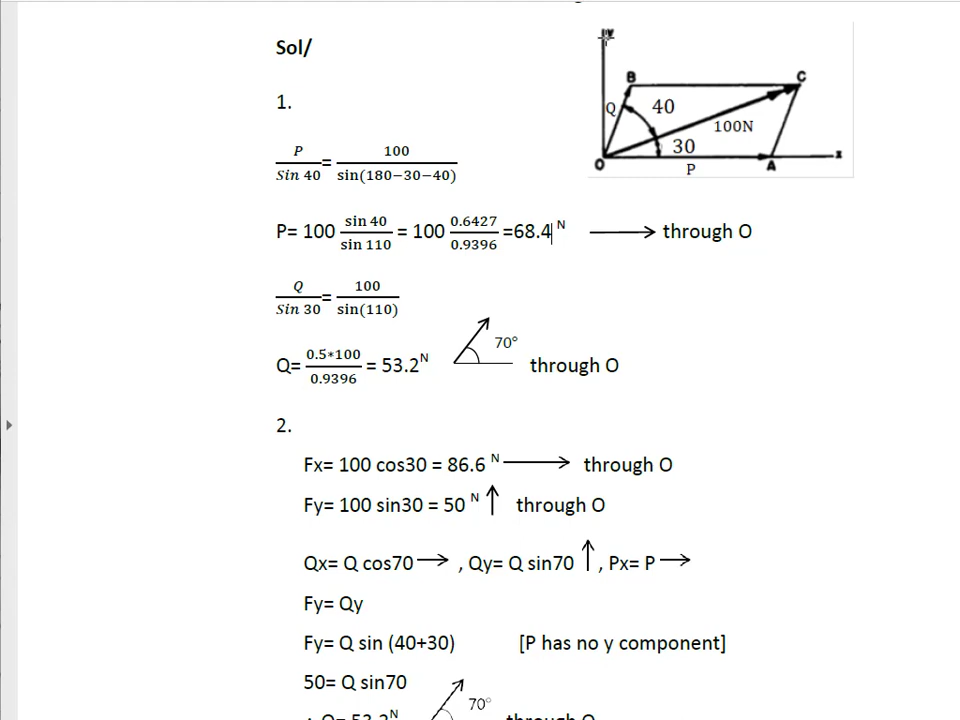 Sol/
y
B
C
Q
40
100N
30
O
A
x
P
1.
P/Sin 40 = 100/sin(180−30−40)
P= 100 sin 40/sin 110 = 100 0.6427/0.9396 =68.4 N ⟶ through O
Q/Sin 30 = 100/sin(110)
Q= 0.5*100/0.9396 = 53.2N 70° through O
2.
Fx= 100 cos30 = 86.6 N ⟶ through O
Fy= 100 sin30 = 50 N ↑ through O
Qx= Q cos70 → , Qy= Q sin70 ↑ , Px= P →
Fy= Qy
Fy= Q sin (40+30) [P has no y component]
50= Q sin70
∴ Q= 53.2N 70° through O